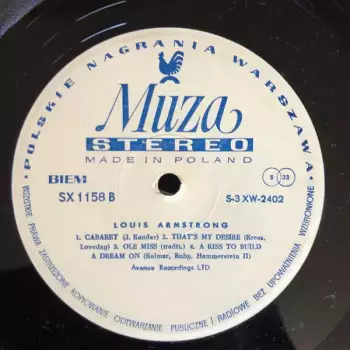 · POLSKIE NAGRANIA WARSZAWA ·
Muza
STEREO
MADE IN POLAND
BIEM
SX 1158 B
S 33
S-3 XW-2402
LOUIS ARMSTRONG
1. CABARET (J. Kander) 2. THAT'S MY DESIRE (Kresa,
Loveday) 3. OLE MISS (tradit.) 4. A KISS TO BUILD
A DREAM ON (Kolmar, Ruby, Hammerstein II)
Avenue Recordings LTD
WSZELKIE PRAWA ZASTRZEŻONE KOPIOWANIE ODTWARZANIE PUBLICZNE I RADIOWE BEZ UPOWAŻNIENIA WZBRONIONE